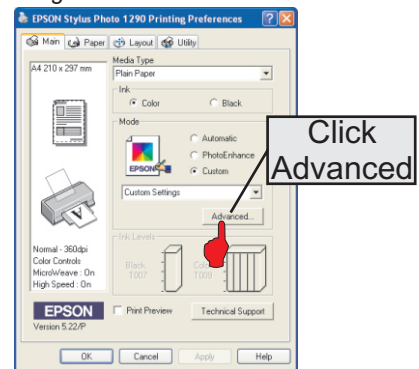 EPSON Stylus Photo 1290 Printing Preferences
Main Paper Layout Utility
A4 210 x 297 mm
Media Type
Plain Paper
Ink
Color Black
Mode
Automatic
PhotoEnhance
Custom
EPSON
Custom Settings
Advanced...
Click
Advanced
Ink Levels
Black
T007
Normal - 360dpi
Color Controls
MicroWeave : On
High Speed : On
EPSON
Version 5.22/P
Print Preview
Technical Support
OK Cancel Apply Help